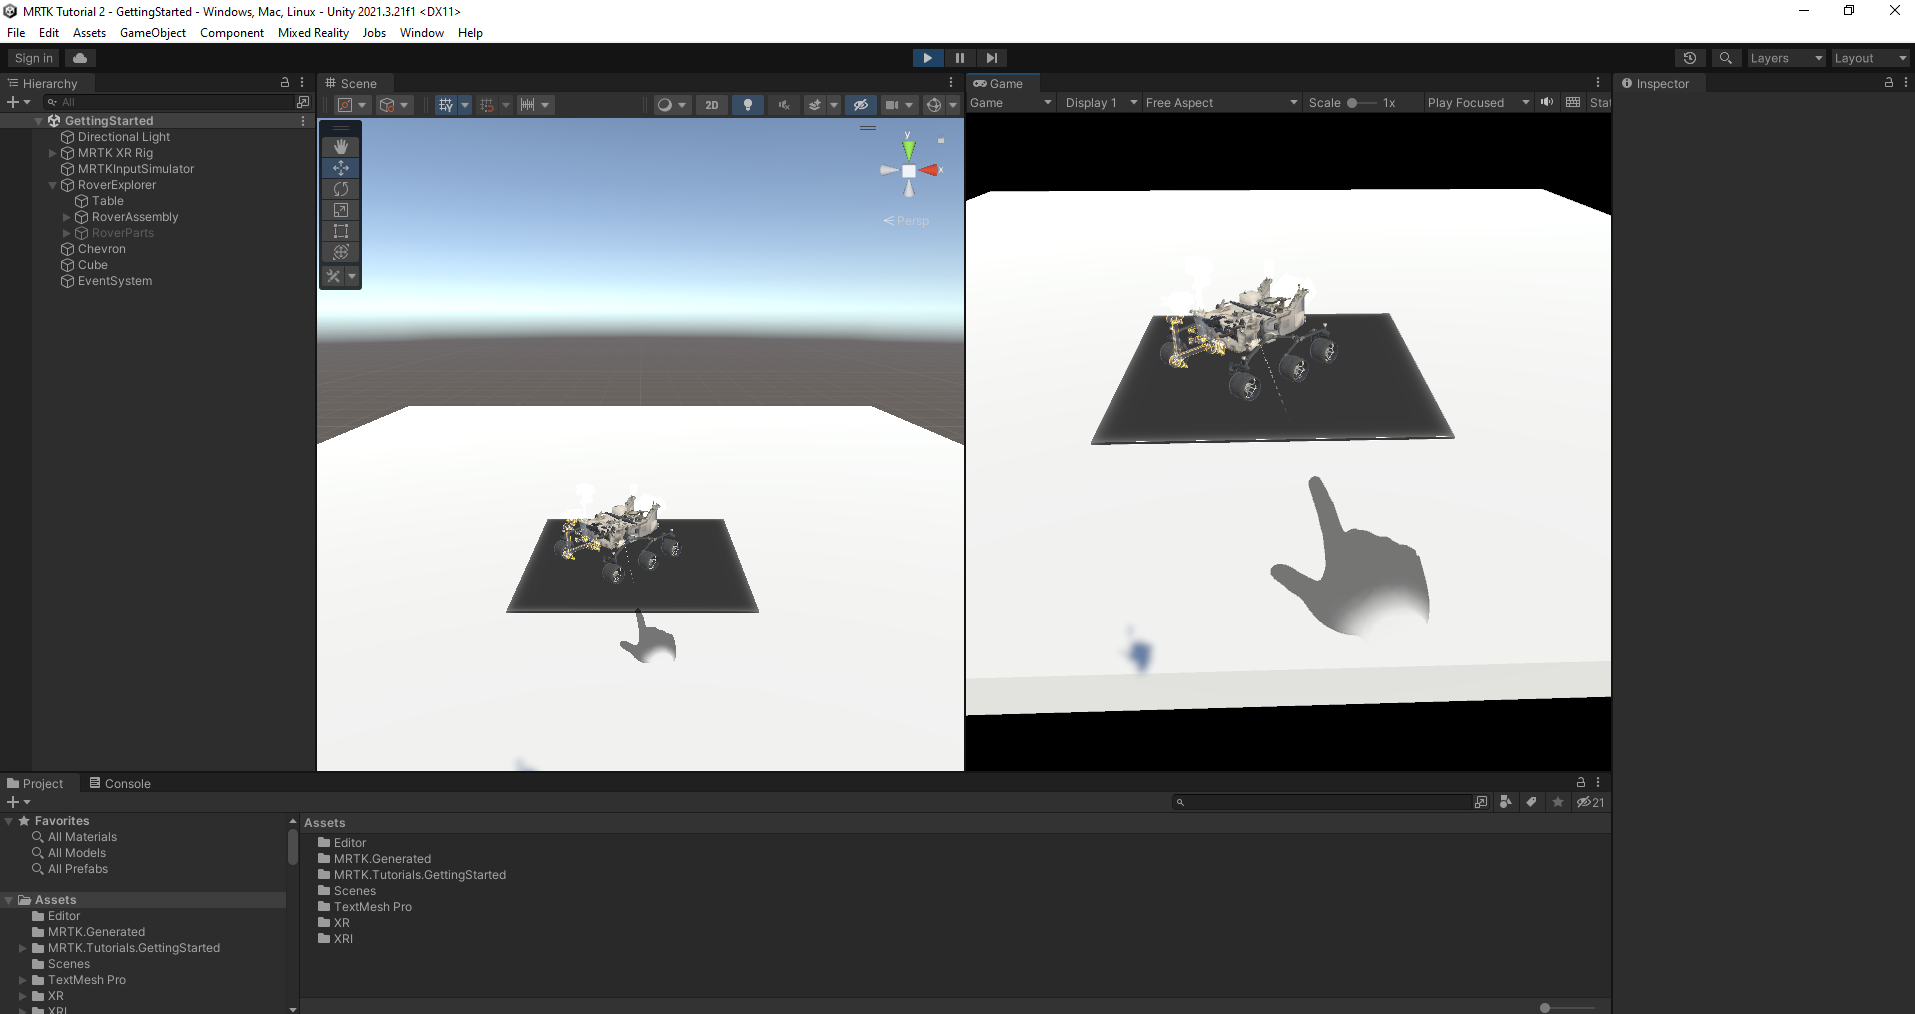 MRTK Tutorial 2 - GettingStarted - Windows, Mac, Linux - Unity 2021.3.21f1 <DX11>
File Edit Assets GameObject Component Mixed Reality Jobs Window Help
Sign in
Layers
Layout
Hierarchy
All
GettingStarted
Directional Light
MRTK XR Rig
MRTKInputSimulator
RoverExplorer
Table
RoverAssembly
RoverParts
Chevron
Cube
EventSystem
Scene
2D
y
x
Persp
Game
Game Display 1 Free Aspect Scale 1x Play Focused Stat
Inspector
Project Console
21
Favorites
All Materials
All Models
All Prefabs
Assets
Editor
MRTK.Generated
MRTK.Tutorials.GettingStarted
Scenes
TextMesh Pro
XR
XRI
Assets
Editor
MRTK.Generated
MRTK.Tutorials.GettingStarted
Scenes
TextMesh Pro
XR
XRI